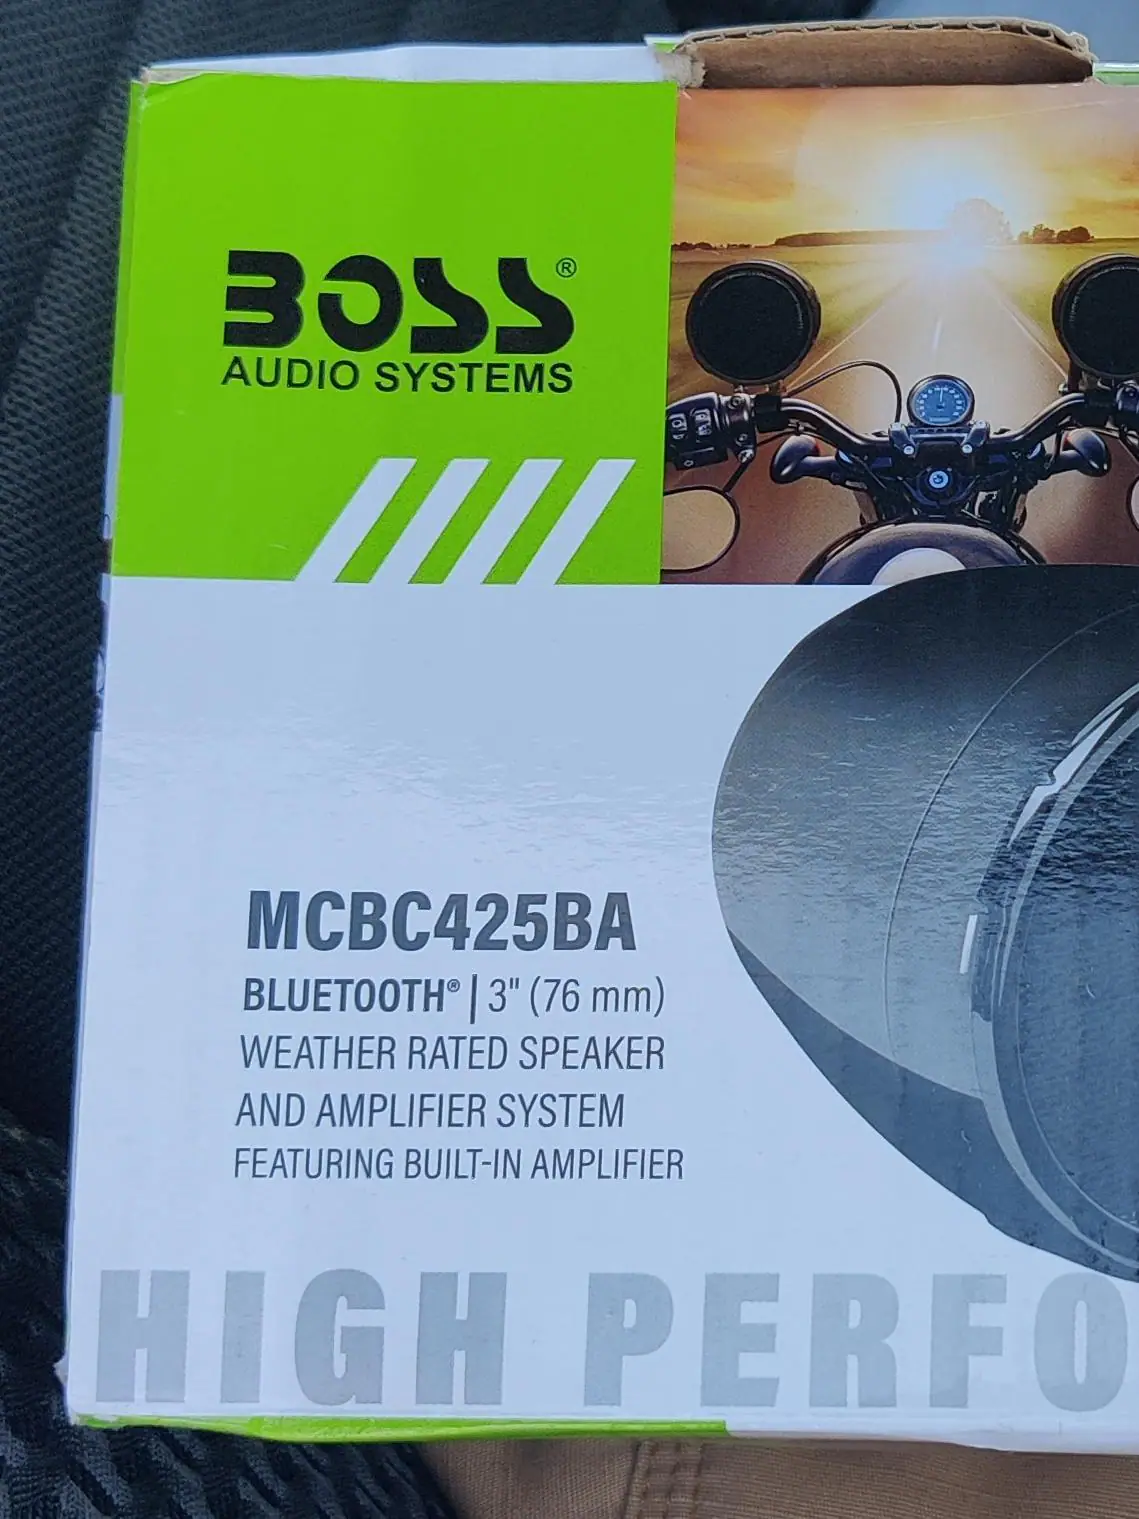 BOSS®
AUDIO SYSTEMS
MCBC425BA
BLUETOOTH® | 3" (76 mm)
WEATHER RATED SPEAKER
AND AMPLIFIER SYSTEM
FEATURING BUILT-IN AMPLIFIER
HIGH PERFO